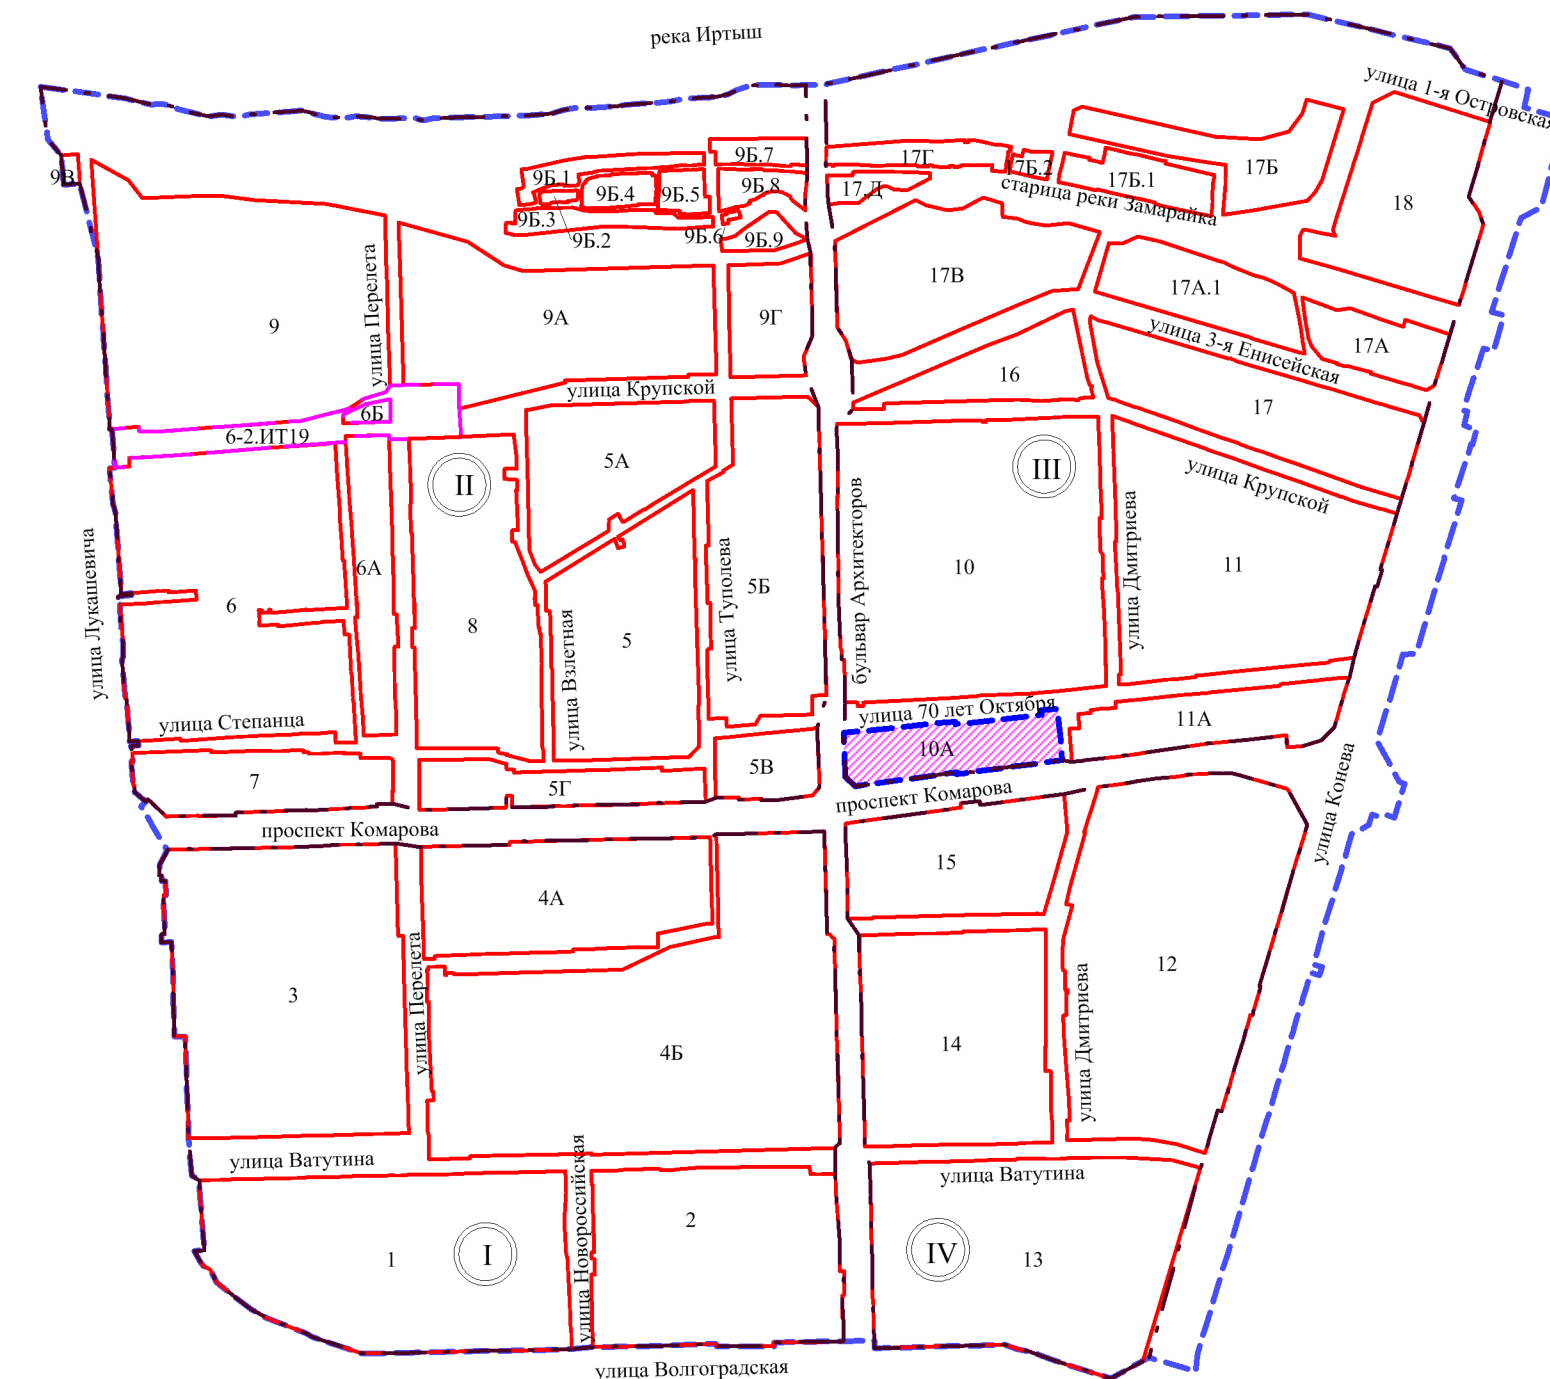 река Иртыш
улица 1-я Островская
9В
9Б.1
9Б.4
9Б.5
9Б.7
9Б.8
9Б.3
9Б.2
9Б.6
9Б.9
17Г
17.Д
17Б.2
17Б.1
17Б
18
старица реки Замарайка
17В
17А.1
17А
9
улица Перелета
9А
9Г
улица 3-я Енисейская
16
17
улица Крупской
6Б
6-2.ИТ19
II
5А
III
улица Крупской
улица Лукашевича
6
6А
8
улица Взлетная
5
улица Туполева
5Б
бульвар Архитекторов
10
улица Дмитриева
11
улица Степанца
улица 70 лет Октября
11А
10А
7
5Г
5В
проспект Комарова
проспект Комарова
улица Конева
15
4А
3
улица Перелета
4Б
14
улица Дмитриева
12
улица Ватутина
улица Ватутина
1
I
улица Новороссийская
2
IV
13
улица Волгоградская